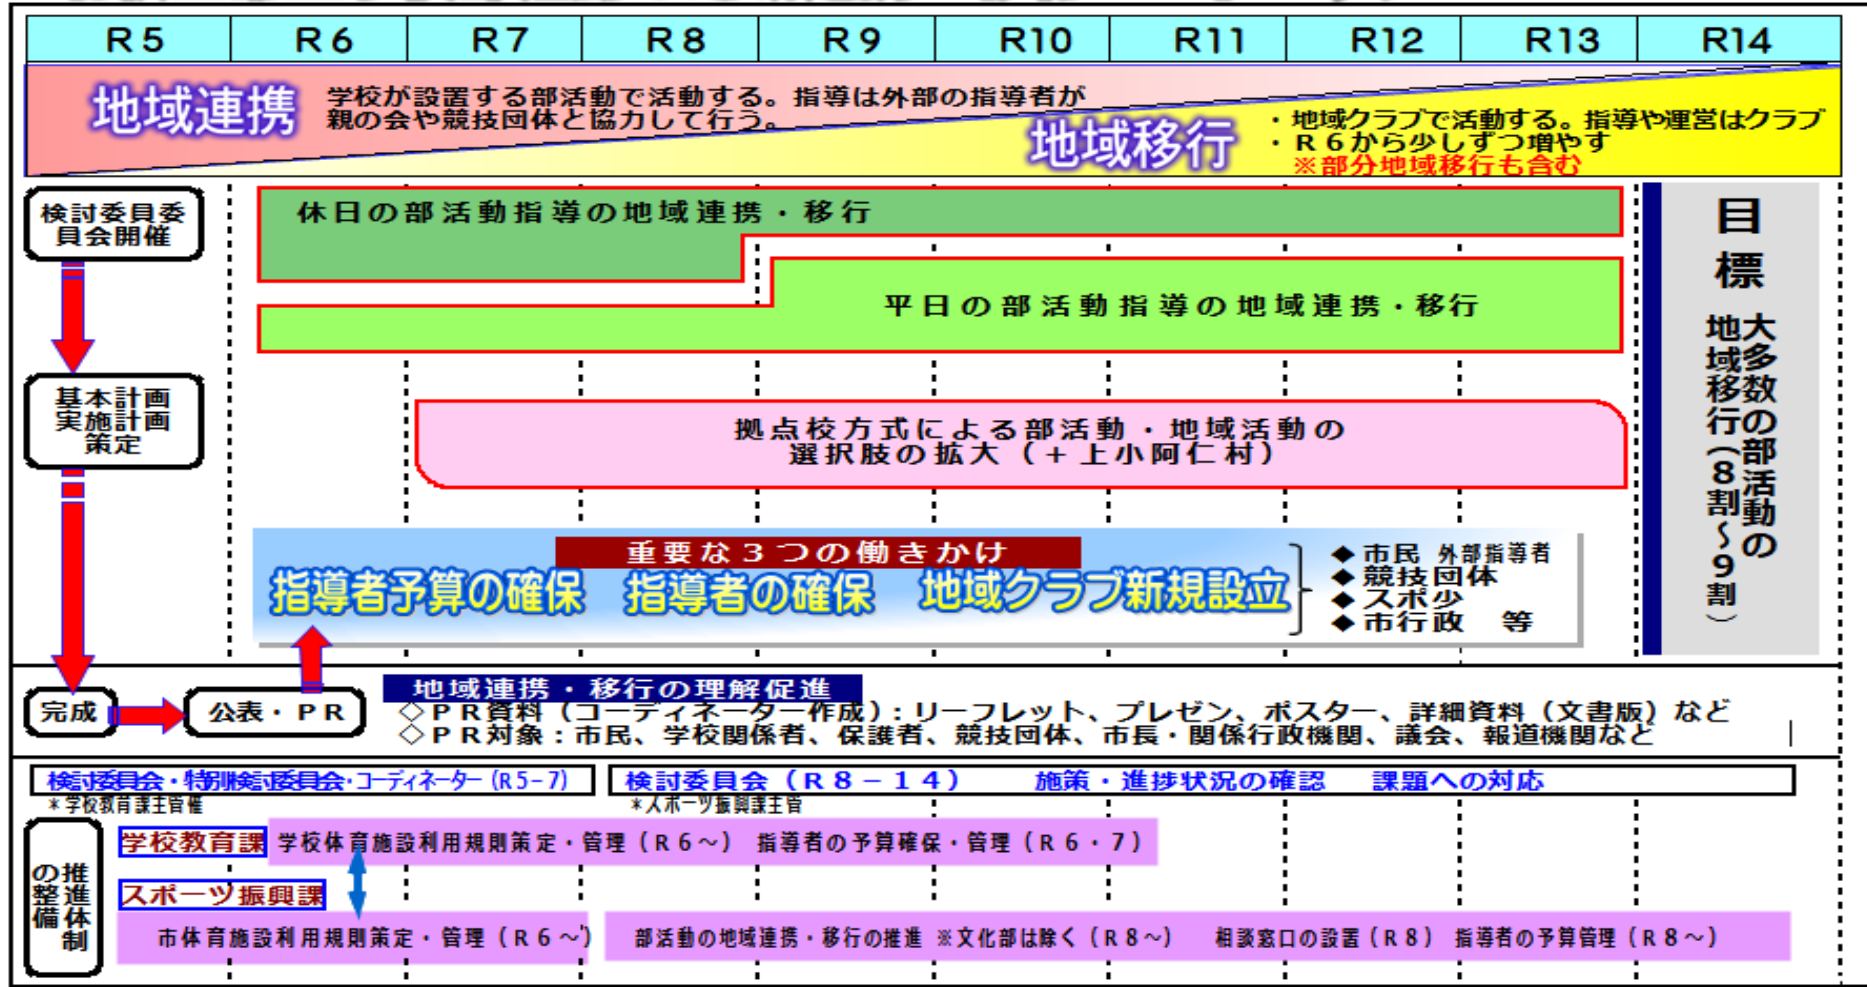 R5 R6 R7 R8 R9 R10 R11 R12 R13 R14
地域連携
学校が設置する部活動で活動する。指導は外部の指導者が
親の会や競技団体と協力して行う。
地域移行
・地域クラブで活動する。指導や運営はクラブ
・R6から少しずつ増やす
※部分地域移行も含む
検討委員委
員会開催
休日の部活動指導の地域連携・移行
平日の部活動指導の地域連携・移行
基本計画
実施計画
策定
拠点校方式による部活動・地域活動の
選択肢の拡大（+上小阿仁村）
目標
大多数の部活動の
地域移行（8割～9割）
重要な3つの働きかけ
指導者予算の確保 指導者の確保 地域クラブ新規設立
◆市民 外部指導者
◆競技団体
◆スポ少
◆市行政 等
完成
公表・PR
地域連携・移行の理解促進
◇PR資料（コーディネーター作成）：リーフレット、プレゼン、ポスター、詳細資料（文書版）など
◇PR対象：市民、学校関係者、保護者、競技団体、市長・関係行政機関、議会、報道機関など
検討委員会・特別検討委員会・コーディネーター（R5-7）
*学校教育課主管催
検討委員会（R8-14） 施策・進捗状況の確認 課題への対応
*スポーツ振興課主管
推進体制
の整備
学校教育課
学校体育施設利用規則策定・管理（R6～） 指導者の予算確保・管理（R6・7）
スポーツ振興課
市体育施設利用規則策定・管理（R6～）
部活動の地域連携・移行の推進 ※文化部は除く（R8～） 相談窓口の設置（R8） 指導者の予算管理（R8～）